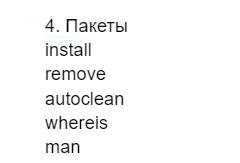 4. Пакеты
install
remove
autoclean
whereis
man